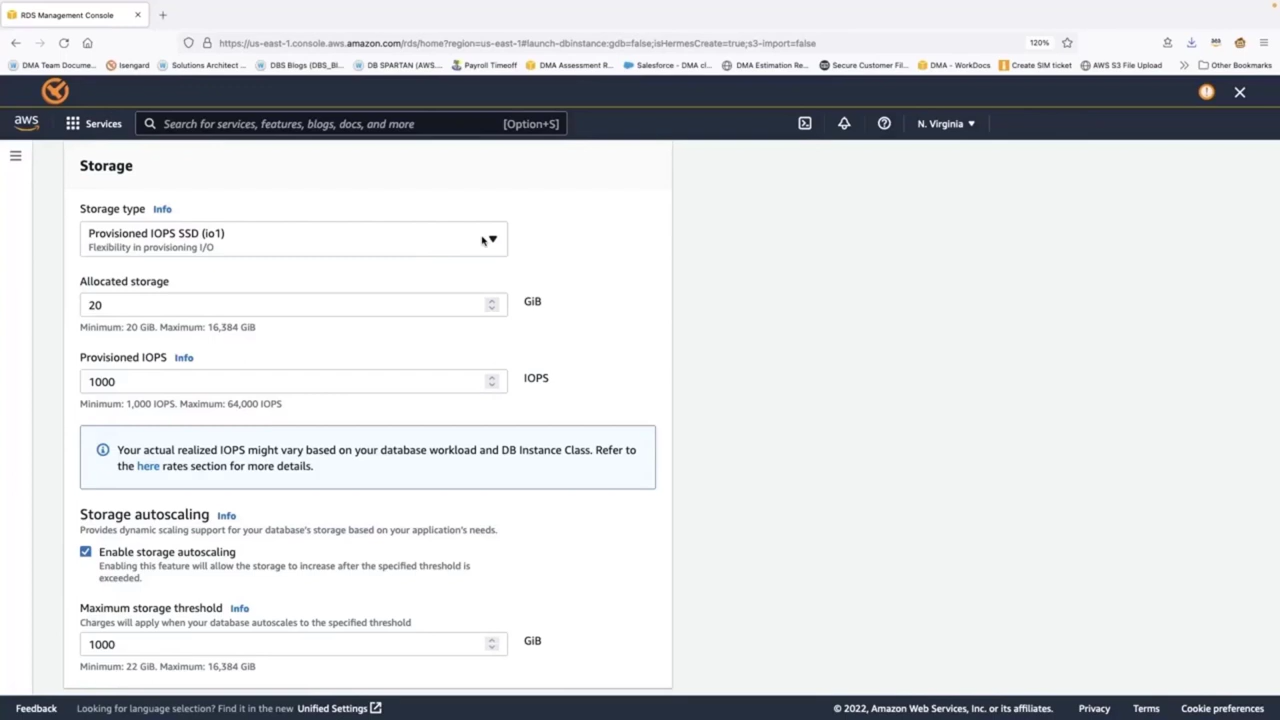 RDS Management Console
https://us-east-1.console.aws.amazon.com/rds/home?region=us-east-1#launch-dbinstance:gdb=false;isHermesCreate=true;s3-import=false
120%
DMA Team Docume...
Isengard
Solutions Architect ...
DBS Blogs (DBS_Bl...
DB SPARTAN (AWS...
Payroll Timeoff
DMA Assessment R...
Salesforce - DMA cl...
DMA Estimation Re...
Secure Customer Fil...
DMA - WorkDocs
Create SIM ticket
AWS S3 File Upload
Other Bookmarks
aws
Services
Search for services, features, blogs, docs, and more
[Option+S]
N. Virginia
Storage
Storage type Info
Provisioned IOPS SSD (io1)
Flexibility in provisioning I/O
Allocated storage
20
GiB
Minimum: 20 GiB. Maximum: 16,384 GiB
Provisioned IOPS Info
1000
IOPS
Minimum: 1,000 IOPS. Maximum: 64,000 IOPS
Your actual realized IOPS might vary based on your database workload and DB Instance Class. Refer to
the here rates section for more details.
Storage autoscaling Info
Provides dynamic scaling support for your database's storage based on your application's needs.
Enable storage autoscaling
Enabling this feature will allow the storage to increase after the specified threshold is
exceeded.
Maximum storage threshold Info
Charges will apply when your database autoscales to the specified threshold
1000
GiB
Minimum: 22 GiB. Maximum: 16,384 GiB
Feedback
Looking for language selection? Find it in the new Unified Settings
© 2022, Amazon Web Services, Inc. or its affiliates.
Privacy
Terms
Cookie preferences